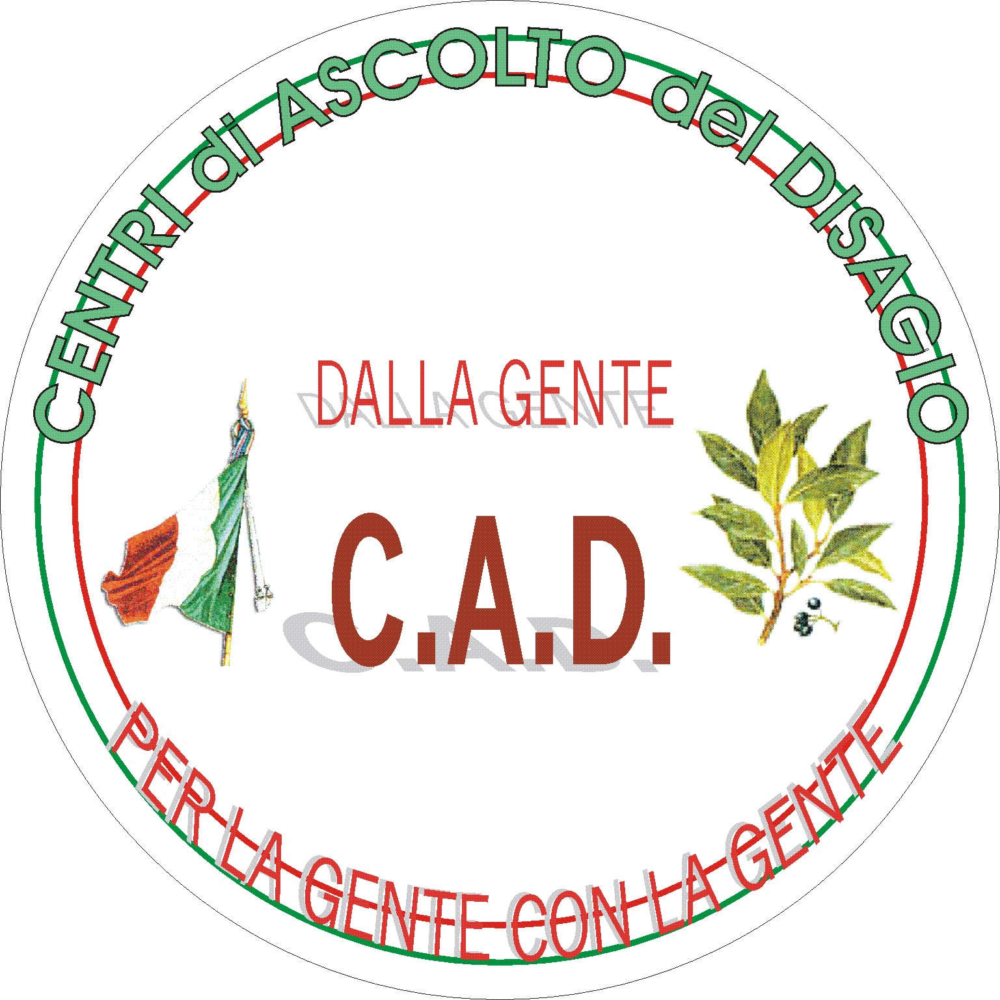 CENTRI di ASCOLTO del DISAGIO
DALLA GENTE
C.A.D.
PER LA GENTE CON LA GENTE